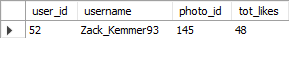 user_id username photo_id tot_likes
52 Zack_Kemmer93 145 48